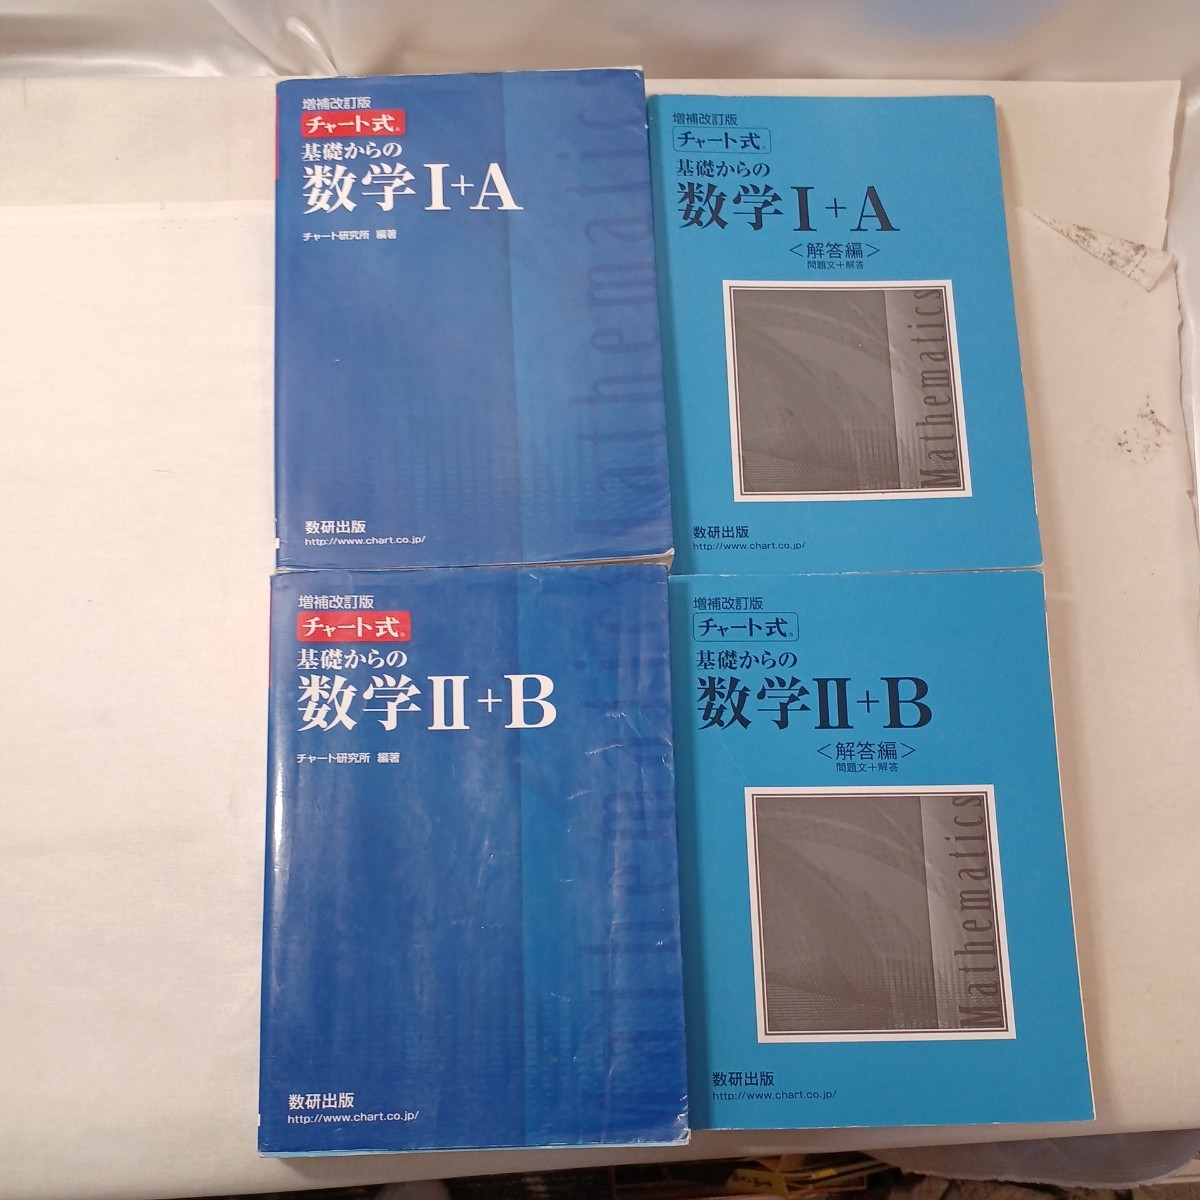 増補改訂版
チャート式®
基礎からの
数学Ⅰ+A
チャート研究所 編著
Mathematics
数研出版
http://www.chart.co.jp/
増補改訂版
チャート式®
基礎からの
数学Ⅰ+A
<解答編>
問題文+解答
Mathematics
数研出版
http://www.chart.co.jp/
増補改訂版
チャート式®
基礎からの
数学Ⅱ+B
チャート研究所 編著
Mathematics
数研出版
http://www.chart.co.jp/
増補改訂版
チャート式®
基礎からの
数学Ⅱ+B
<解答編>
問題文+解答
Mathematics
数研出版
http://www.chart.co.jp/